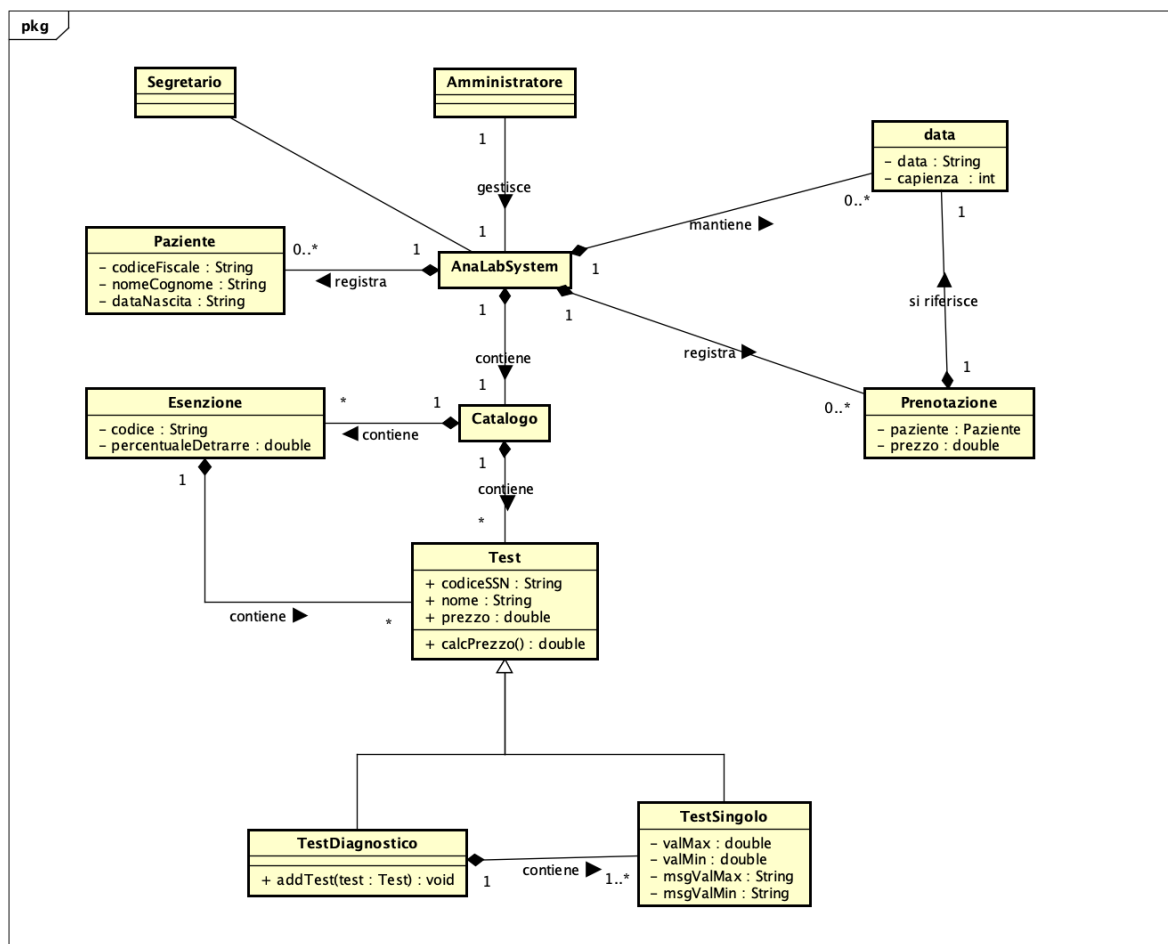 pkg
Segretario
Amministratore
1
gestisce
1
data
– data : String
– capienza : int
0..*
1
mantiene
1
Paziente
– codiceFiscale : String
– nomeCognome : String
– dataNascita : String
0..*
1
registra
AnaLabSystem
1
1
contiene
1
registra
0..*
si riferisce
1
Prenotazione
– paziente : Paziente
– prezzo : double
Esenzione
– codice : String
– percentualeDetrarre : double
*
1
contiene
Catalogo
1
1
contiene
*
contiene
*
Test
+ codiceSSN : String
+ nome : String
+ prezzo : double
+ calcPrezzo() : double
TestDiagnostico
+ addTest(test : Test) : void
1
contiene
1..*
TestSingolo
– valMax : double
– valMin : double
– msgValMax : String
– msgValMin : String